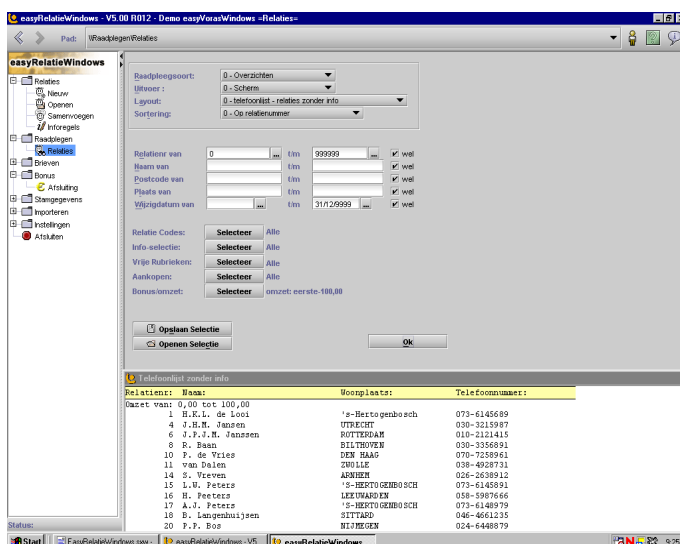 easyRelatieWindows - V5.00 R012 - Demo easyVorasWindows =Relaties=
Pad: \\Raadplegen\Relaties
easyRelatieWindows
Relaties
Nieuw
Openen
Samenvoegen
Inforegels
Raadplegen
Relaties
Brieven
Bonus
Afsluiting
Stamgegevens
Importeren
Instellingen
Afsluiten
Raadpleegsoort: 0 - Overzichten
Uitvoer : 0 - Scherm
Layout: 0 - telefoonlijst - relaties zonder info
Sortering: 0 - Op relatienummer
Relatienr van 0 ... t/m 999999 ... wel
Naam van t/m wel
Postcode van t/m wel
Plaats van t/m wel
Wijzigdatum van ... t/m 31/12/9999 ... wel
Relatie Codes: Selecteer Alle
Info-selectie: Selecteer Alle
Vrije Rubrieken: Selecteer Alle
Aankopen: Selecteer Alle
Bonus/omzet: Selecteer omzet: eerste-100,00
Opslaan Selectie
Openen Selectie
Ok
Telefoonlijst zonder info
Relatienr: Naam: Woonplaats: Telefoonnummer:
Omzet van: 0,00 tot 100,00
1 H.K.L. de Looi 's-Hertogenbosch 073-6145689
4 J.H.M. Jansen UTRECHT 030-3215987
6 J.P.J.M. Janssen ROTTERDAM 010-2121415
8 R. Baan BILTHOVEN 030-3356891
10 P. de Vries DEN HAAG 070-7258961
11 van Dalen ZWOLLE 038-4928731
14 S. Vreven ARNHEM 026-2638912
15 L.W. Peters 'S-HERTOGENBOSCH 073-6145891
16 H. Peeters LEEUWARDEN 058-5987666
17 A.J. Peters 'S-HERTOGENBOSCH 073-6148979
18 B. Langenhuijsen SITTARD 046-4661235
20 P.P. Bos NIJMEGEN 024-6448879
Status:
Start EasyRelatieWindows.sxw - easyRelatieWindows - V5. easyRelatieWindows 9:25